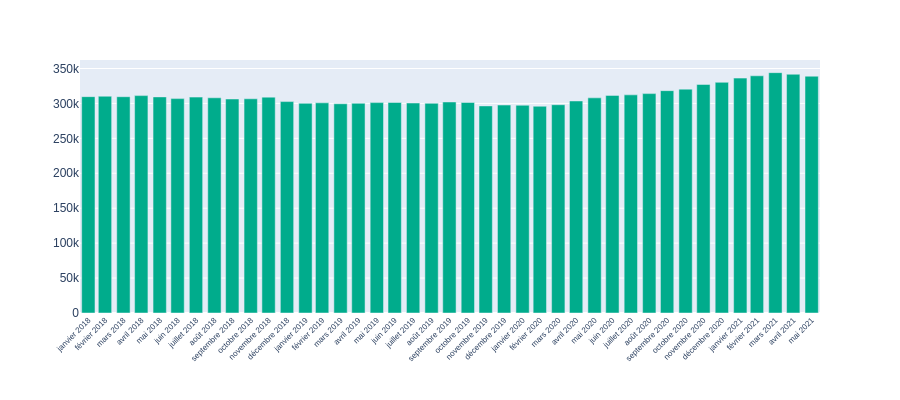 350k
300k
250k
200k
150k
100k
50k
0
janvier 2018
février 2018
mars 2018
avril 2018
mai 2018
juin 2018
juillet 2018
août 2018
septembre 2018
octobre 2018
novembre 2018
décembre 2018
janvier 2019
février 2019
mars 2019
avril 2019
mai 2019
juin 2019
juillet 2019
août 2019
septembre 2019
octobre 2019
novembre 2019
décembre 2019
janvier 2020
février 2020
mars 2020
avril 2020
mai 2020
juin 2020
juillet 2020
août 2020
septembre 2020
octobre 2020
novembre 2020
décembre 2020
janvier 2021
février 2021
mars 2021
avril 2021
mai 2021